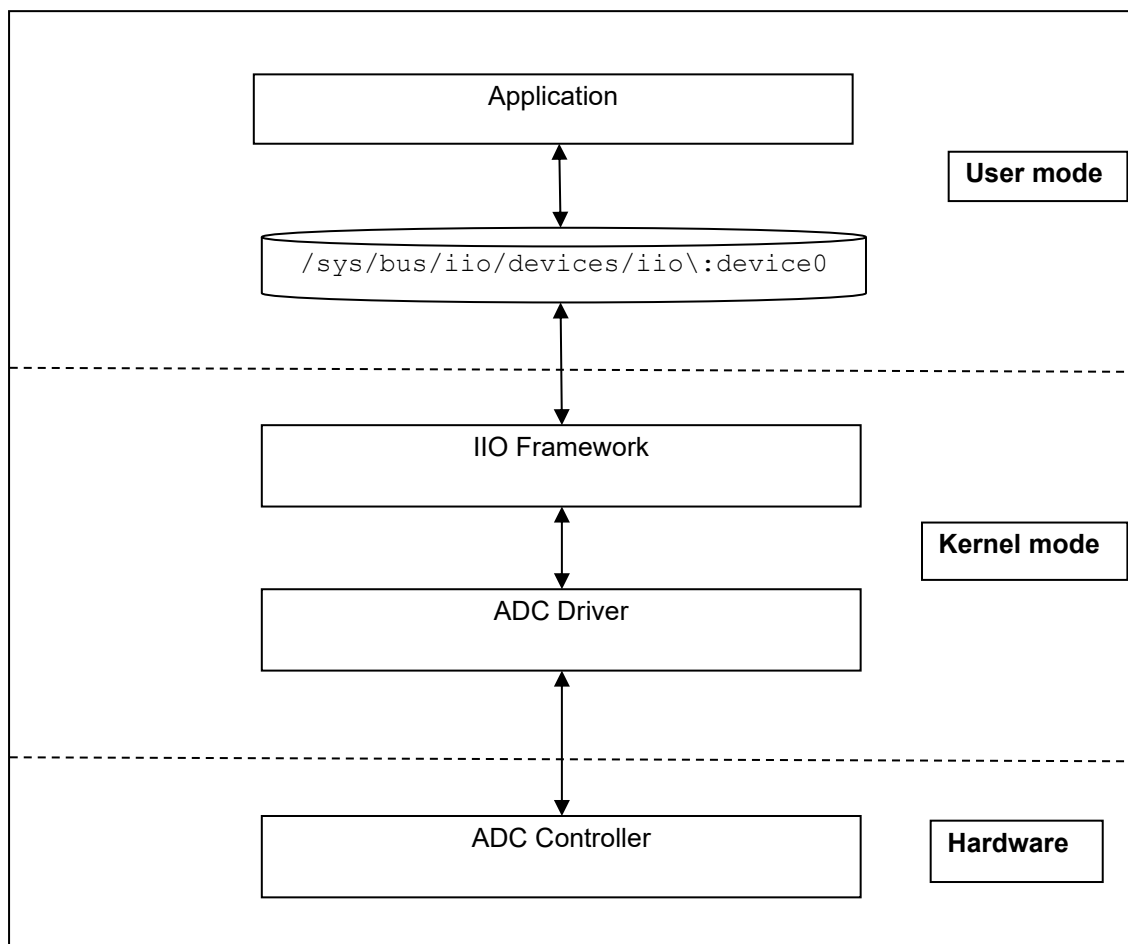 Application
User mode
/sys/bus/iio/devices/iio\:device0
IIO Framework
Kernel mode
ADC Driver
ADC Controller
Hardware